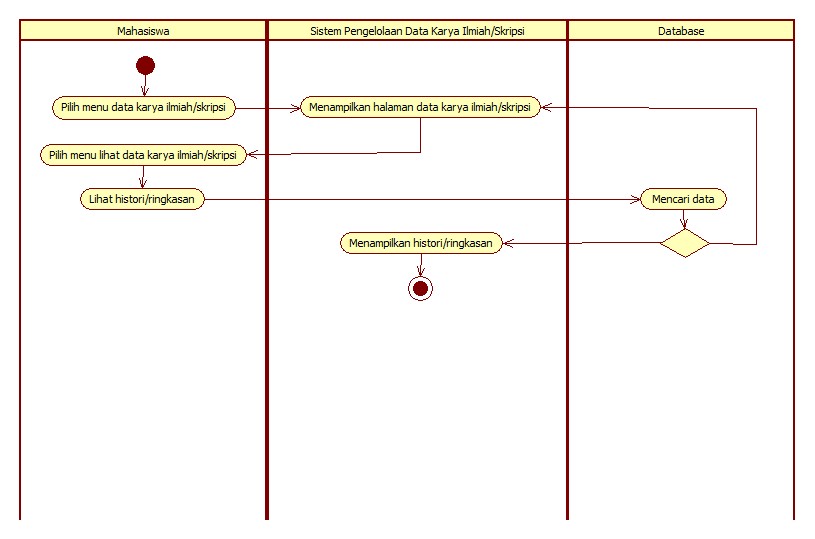 Mahasiswa
Sistem Pengelolaan Data Karya Ilmiah/Skripsi
Database
Pilih menu data karya ilmiah/skripsi
Menampilkan halaman data karya ilmiah/skripsi
Pilih menu lihat data karya ilmiah/skripsi
Lihat histori/ringkasan
Mencari data
Menampilkan histori/ringkasan